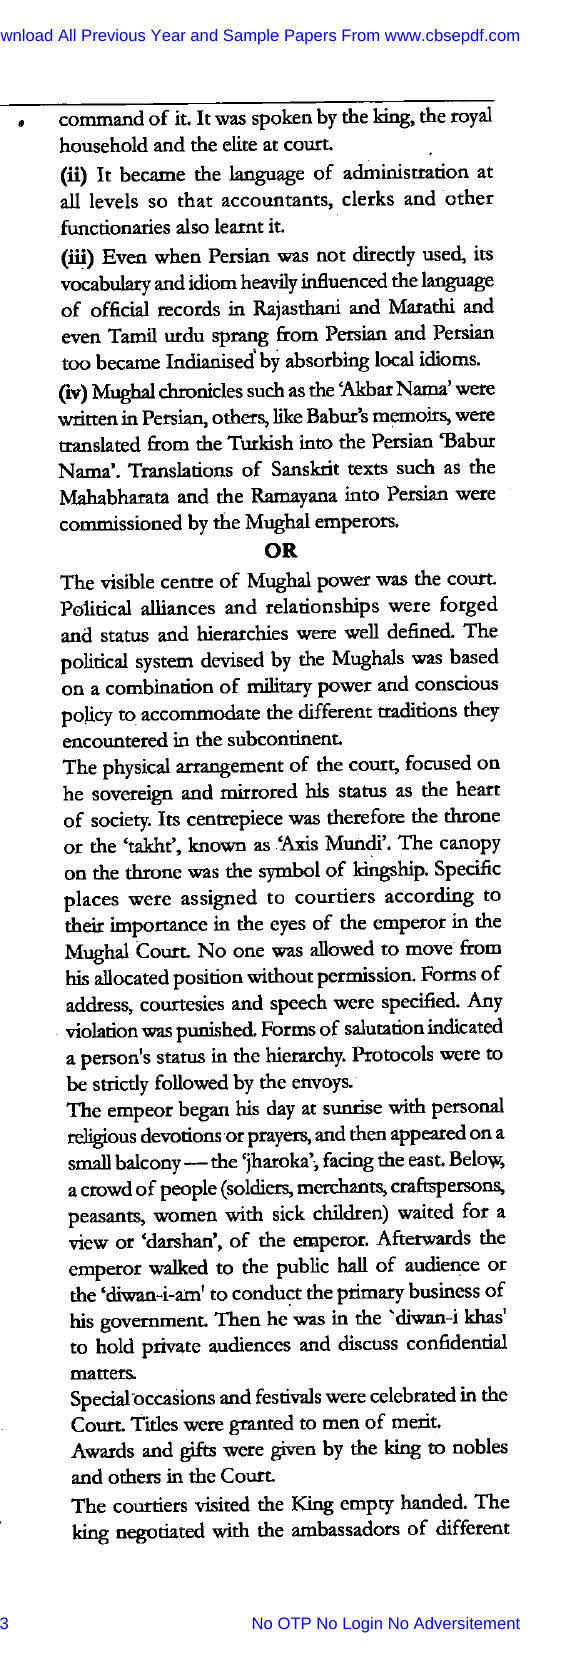 wnload All Previous Year and Sample Papers From www.cbsepdf.com
command of it. It was spoken by the king, the royal
household and the elite at court.
(ii) It became the language of administration at
all levels so that accountants, clerks and other
functionaries also learnt it.
(iii) Even when Persian was not directly used, its
vocabulary and idiom heavily influenced the language
of official records in Rajasthani and Marathi and
even Tamil urdu sprang from Persian and Persian
too became Indianised by absorbing local idioms.
(iv) Mughal chronicles such as the ‘Akbar Nama’ were
written in Persian, others, like Babur’s memoirs, were
translated from the Turkish into the Persian ‘Babur
Nama’. Translations of Sanskrit texts such as the
Mahabharata and the Ramayana into Persian were
commissioned by the Mughal emperors.
OR
The visible centre of Mughal power was the court.
Political alliances and relationships were forged
and status and hierarchies were well defined. The
political system devised by the Mughals was based
on a combination of military power and conscious
policy to accommodate the different traditions they
encountered in the subcontinent.
The physical arrangement of the court, focused on
he sovereign and mirrored his status as the heart
of society. Its centrepiece was therefore the throne
or the ‘takht’, known as ‘Axis Mundi’. The canopy
on the throne was the symbol of kingship. Specific
places were assigned to courtiers according to
their importance in the eyes of the emperor in the
Mughal Court. No one was allowed to move from
his allocated position without permission. Forms of
address, courtesies and speech were specified. Any
violation was punished. Forms of salutation indicated
a person's status in the hierarchy. Protocols were to
be strictly followed by the envoys.
The empeor began his day at sunrise with personal
religious devotions or prayers, and then appeared on a
small balcony — the ‘jharoka’, facing the east. Below,
a crowd of people (soldiers, merchants, craftspersons,
peasants, women with sick children) waited for a
view or ‘darshan’, of the emperor. Afterwards the
emperor walked to the public hall of audience or
the ‘diwan-i-am' to conduct the primary business of
his government. Then he was in the `diwan-i khas'
to hold private audiences and discuss confidential
matters.
Special occasions and festivals were celebrated in the
Court. Titles were granted to men of merit.
Awards and gifts were given by the king to nobles
and others in the Court.
The courtiers visited the King empty handed. The
king negotiated with the ambassadors of different
3
No OTP No Login No Adversitement